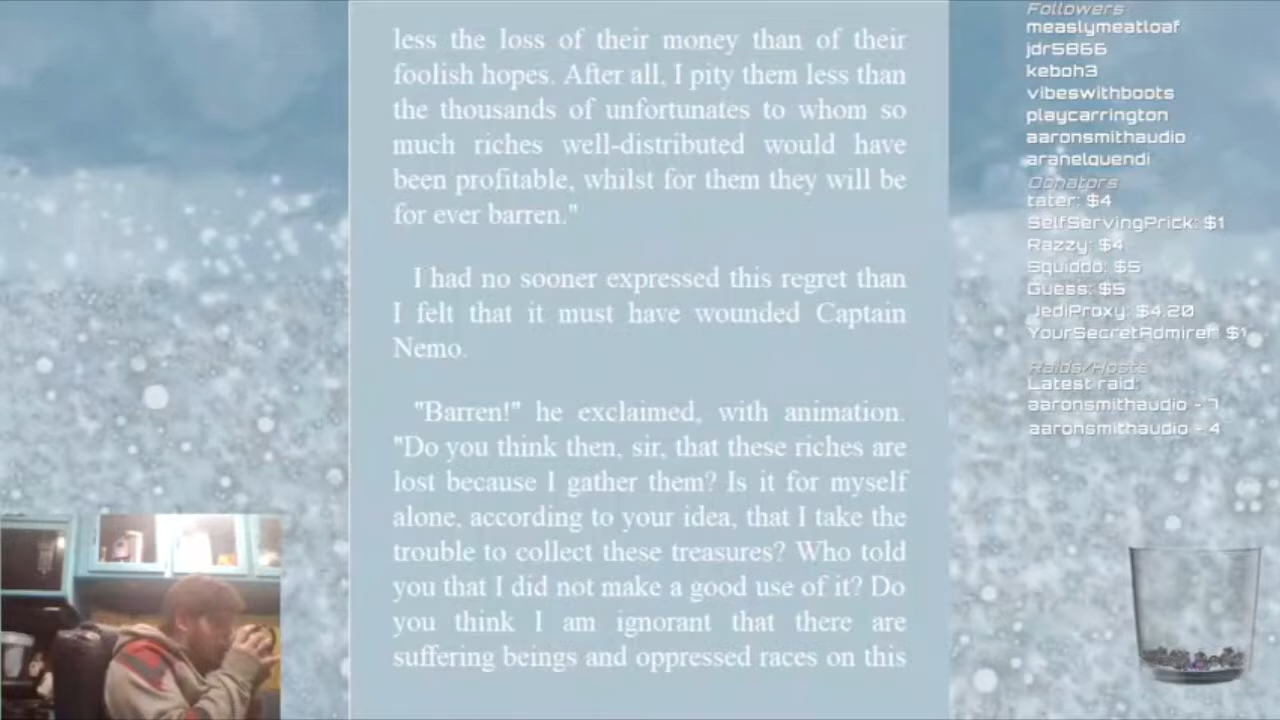 less the loss of their money than of their
foolish hopes. After all, I pity them less than
the thousands of unfortunates to whom so
much riches well-distributed would have
been profitable, whilst for them they will be
for ever barren."
I had no sooner expressed this regret than
I felt that it must have wounded Captain
Nemo.
"Barren!" he exclaimed, with animation.
"Do you think then, sir, that these riches are
lost because I gather them? Is it for myself
alone, according to your idea, that I take the
trouble to collect these treasures? Who told
you that I did not make a good use of it? Do
you think I am ignorant that there are
suffering beings and oppressed races on this
Followers
measlymeatloaf
jdr5866
keboh3
vibeswithboots
playcarrington
aaronsmithaudio
aranelquendi
Donators
tater: $4
SelfServingPrick: $1
Razzy: $4
Squiddo: $5
Guess: $5
JediProxy: $4.20
YourSecretAdmirer: $1
Raids/Hosts
Latest raid:
aaronsmithaudio - 7
aaronsmithaudio - 4